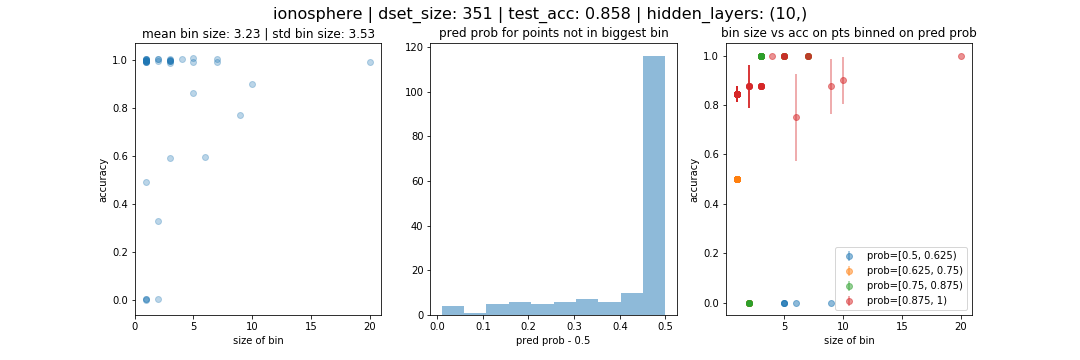 ionosphere | dset_size: 351 | test_acc: 0.858 | hidden_layers: (10,)
mean bin size: 3.23 | std bin size: 3.53
1.0
0.8
0.6
0.4
0.2
0.0
accuracy
0
5
10
15
20
size of bin
pred prob for points not in biggest bin
120
100
80
60
40
20
0
0.0
0.1
0.2
0.3
0.4
0.5
pred prob - 0.5
bin size vs acc on pts binned on pred prob
1.0
0.8
0.6
0.4
0.2
0.0
accuracy
prob=[0.5, 0.625)
prob=[0.625, 0.75)
prob=[0.75, 0.875)
prob=[0.875, 1)
5
10
15
20
size of bin